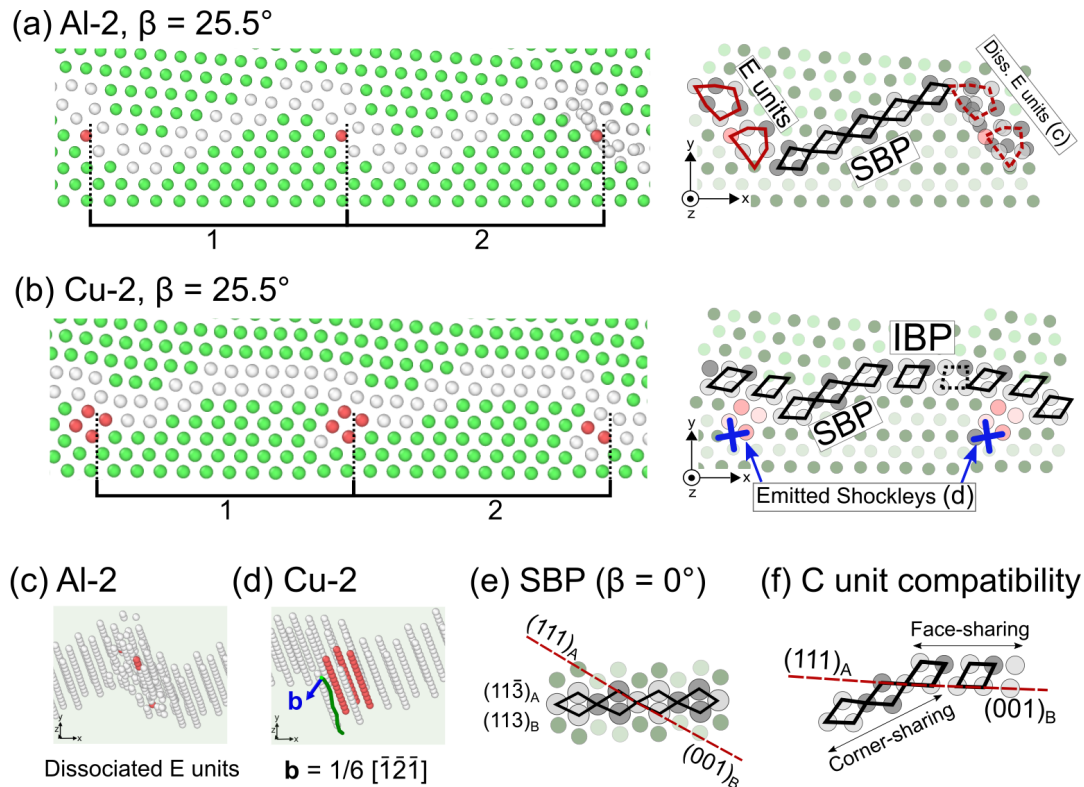 (a) Al-2, β = 25.5°
E units
SBP
Diss. E units (c)
y
z
x
1
2
(b) Cu-2, β = 25.5°
IBP
SBP
y
z
x
Emitted Shockleys (d)
1
2
(c) Al-2
(d) Cu-2
(e) SBP (β = 0°)
(f) C unit compatibility
b
y
z
x
y
z
x
Dissociated E units
b = 1/6 [1̄2̄1̄]
(111)A
(113̄)A
(113)B
(001)B
Face-sharing
(111)A
(001)B
Corner-sharing